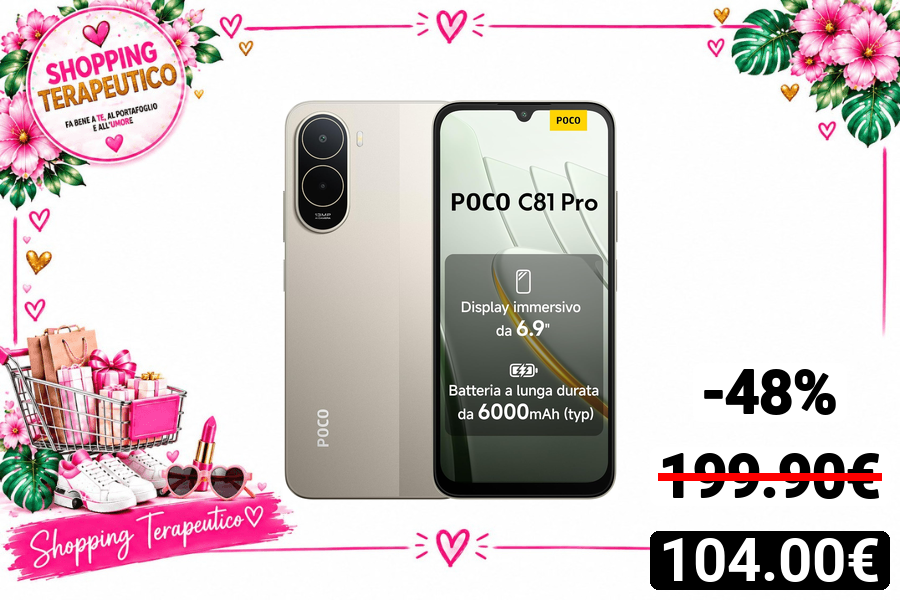 SHOPPING
TERAPEUTICO
FA BENE A TE, AL PORTAFOGLIO
E ALL'UMORE
POCO
POCO C81 Pro
13MP
Display immersivo
da 6.9"
Batteria a lunga durata
da 6000mAh (typ)
POCO
-48%
199.90€
104.00€
Shopping Terapeutico